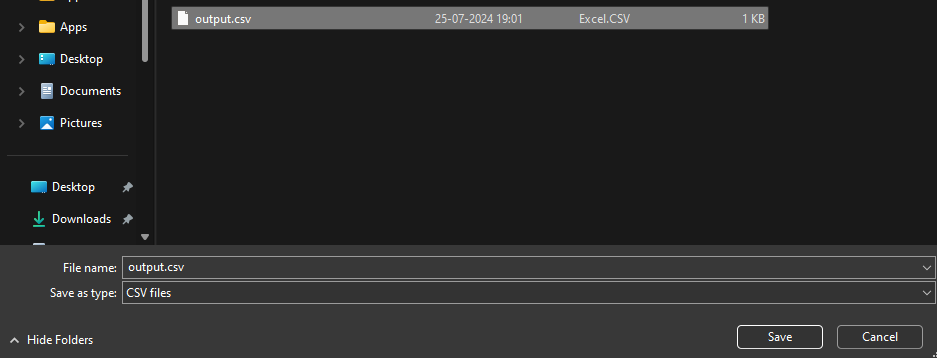 output.csv 25-07-2024 19:01 Excel.CSV 1 KB
Apps
Desktop
Documents
Pictures
Desktop
Downloads
File name: output.csv
Save as type: CSV files
Hide Folders Save Cancel